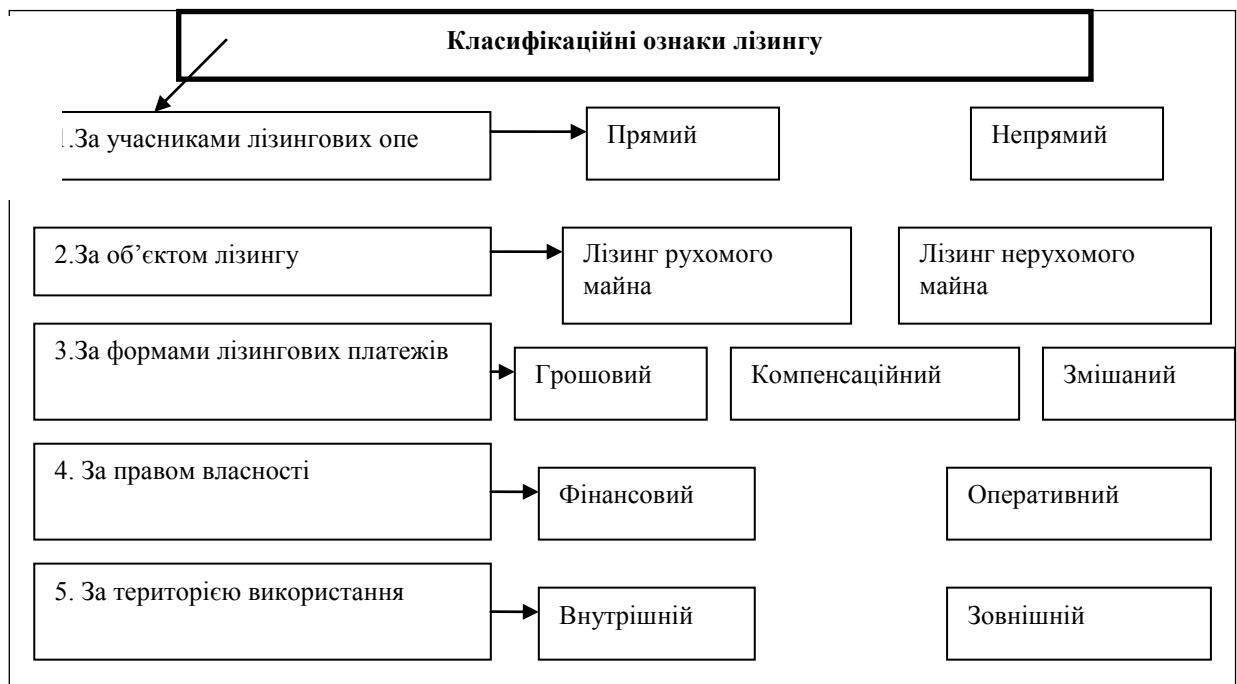 Класифікаційні ознаки лізингу
1.За учасниками лізингових опе
Прямий
Непрямий
2.За об’єктом лізингу
Лізинг рухомого
майна
Лізинг нерухомого
майна
3.За формами лізингових платежів
Грошовий
Компенсаційний
Змішаний
4. За правом власності
Фінансовий
Оперативний
5. За територією використання
Внутрішній
Зовнішній